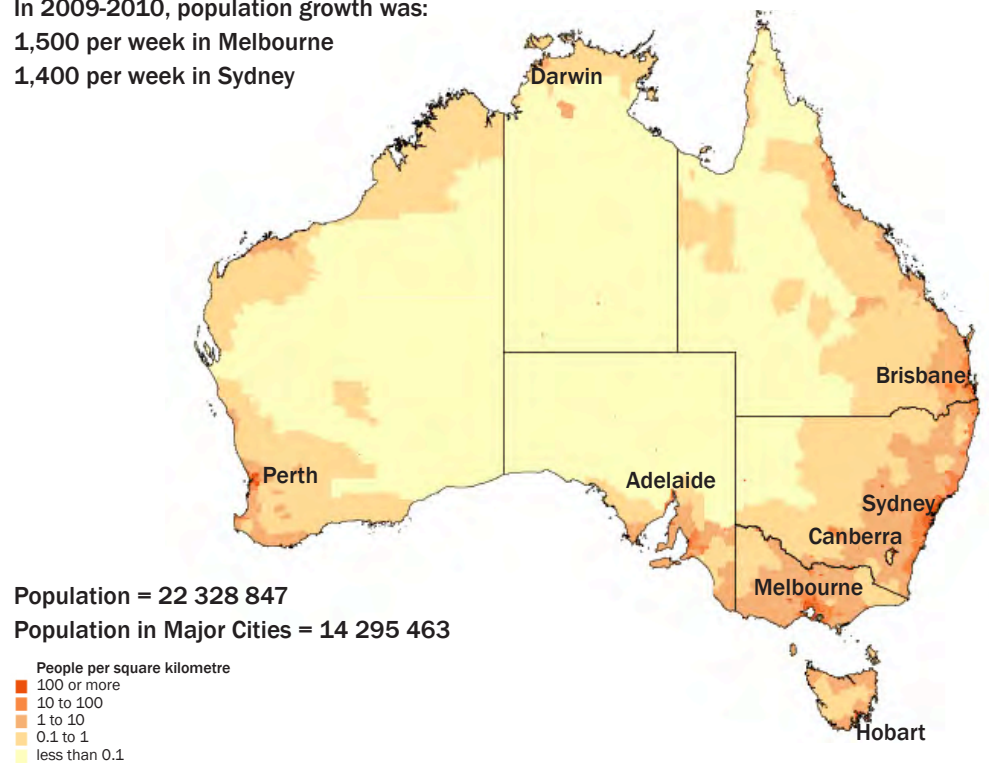 In 2009-2010, population growth was:
1,500 per week in Melbourne
1,400 per week in Sydney
Darwin
Brisbane
Perth
Adelaide
Sydney
Canberra
Melbourne
Hobart
Population = 22 328 847
Population in Major Cities = 14 295 463
People per square kilometre
100 or more
10 to 100
1 to 10
0.1 to 1
less than 0.1